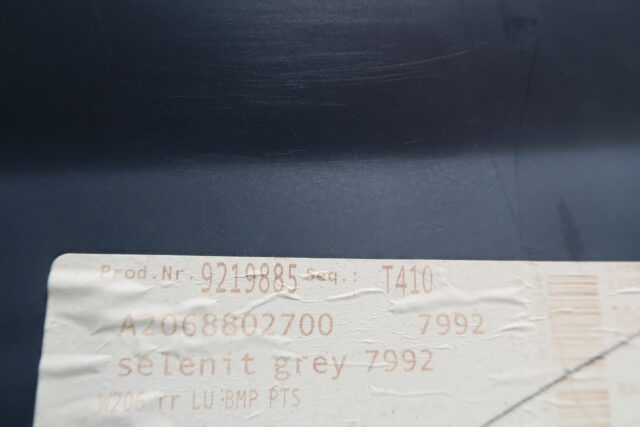 Prod.Nr. 9219885 Seq.: T410
A2068802700 7992
selenit grey 7992
W206 rr LU BMP PTS